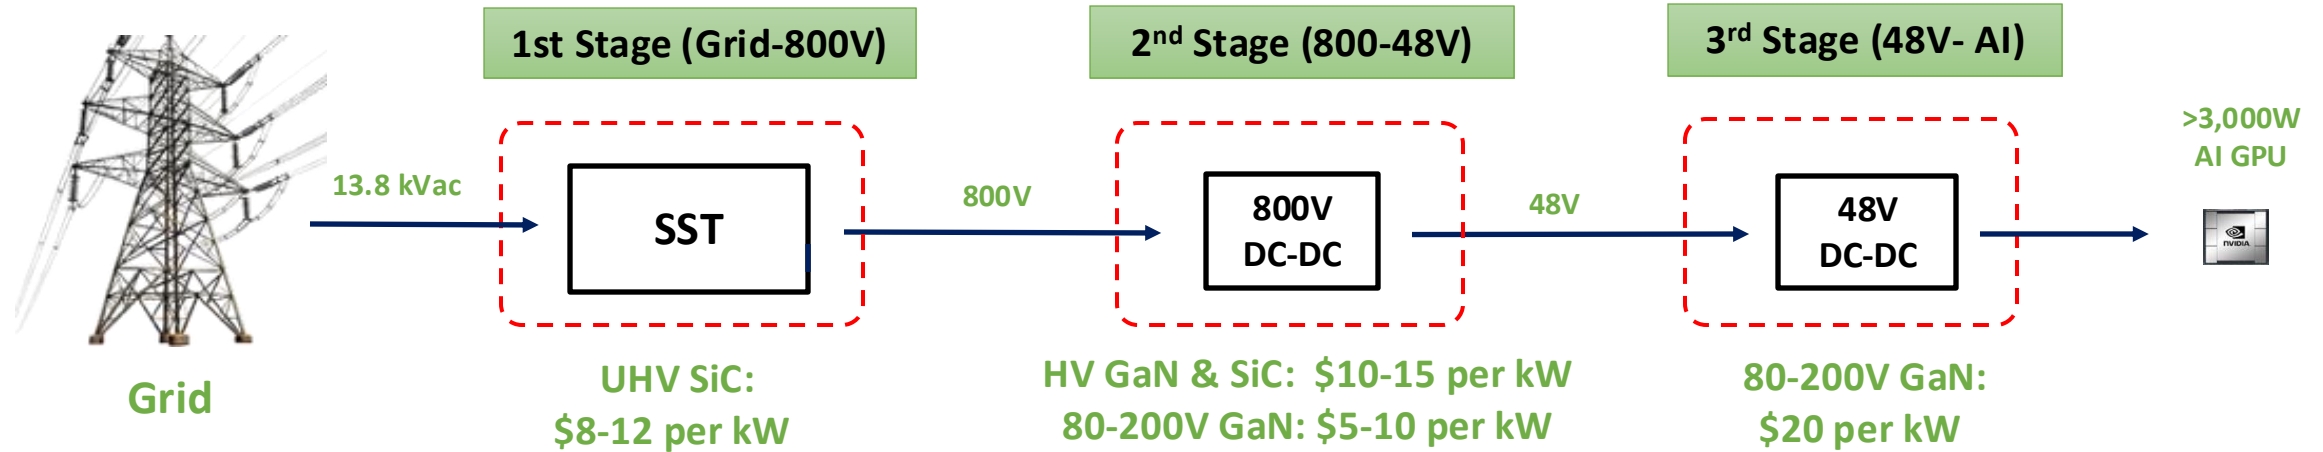 1st Stage (Grid-800V)
2nd Stage (800-48V)
3rd Stage (48V- AI)
>3,000W
AI GPU
13.8 kVac
SST
800V
800V
DC-DC
48V
48V
DC-DC
NVIDIA
Grid
UHV SiC:
$8-12 per kW
HV GaN & SiC: $10-15 per kW
80-200V GaN: $5-10 per kW
80-200V GaN:
$20 per kW